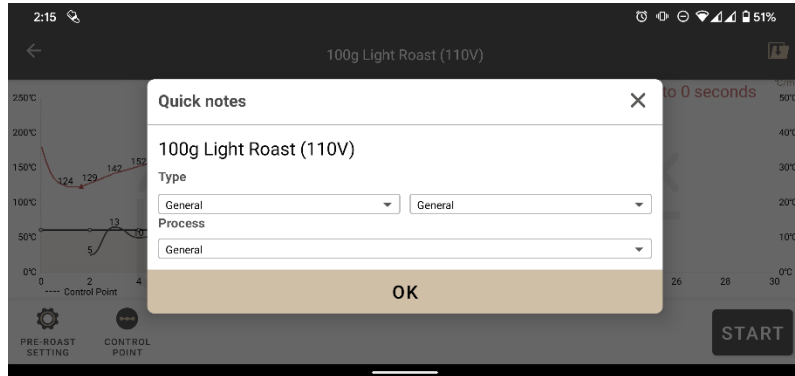 2:15
51%
100g Light Roast (110V)
to 0 seconds
Quick notes
100g Light Roast (110V)
Type
General
General
Process
General
OK
250℃
200℃
150℃
100℃
50℃
0℃
124 129 142 152
13
5
10
0 2 4
26 28 30
---- Control Point
℃/m
50℃
40℃
30℃
20℃
10℃
0℃
PRE-ROAST
SETTING
CONTROL
POINT
START